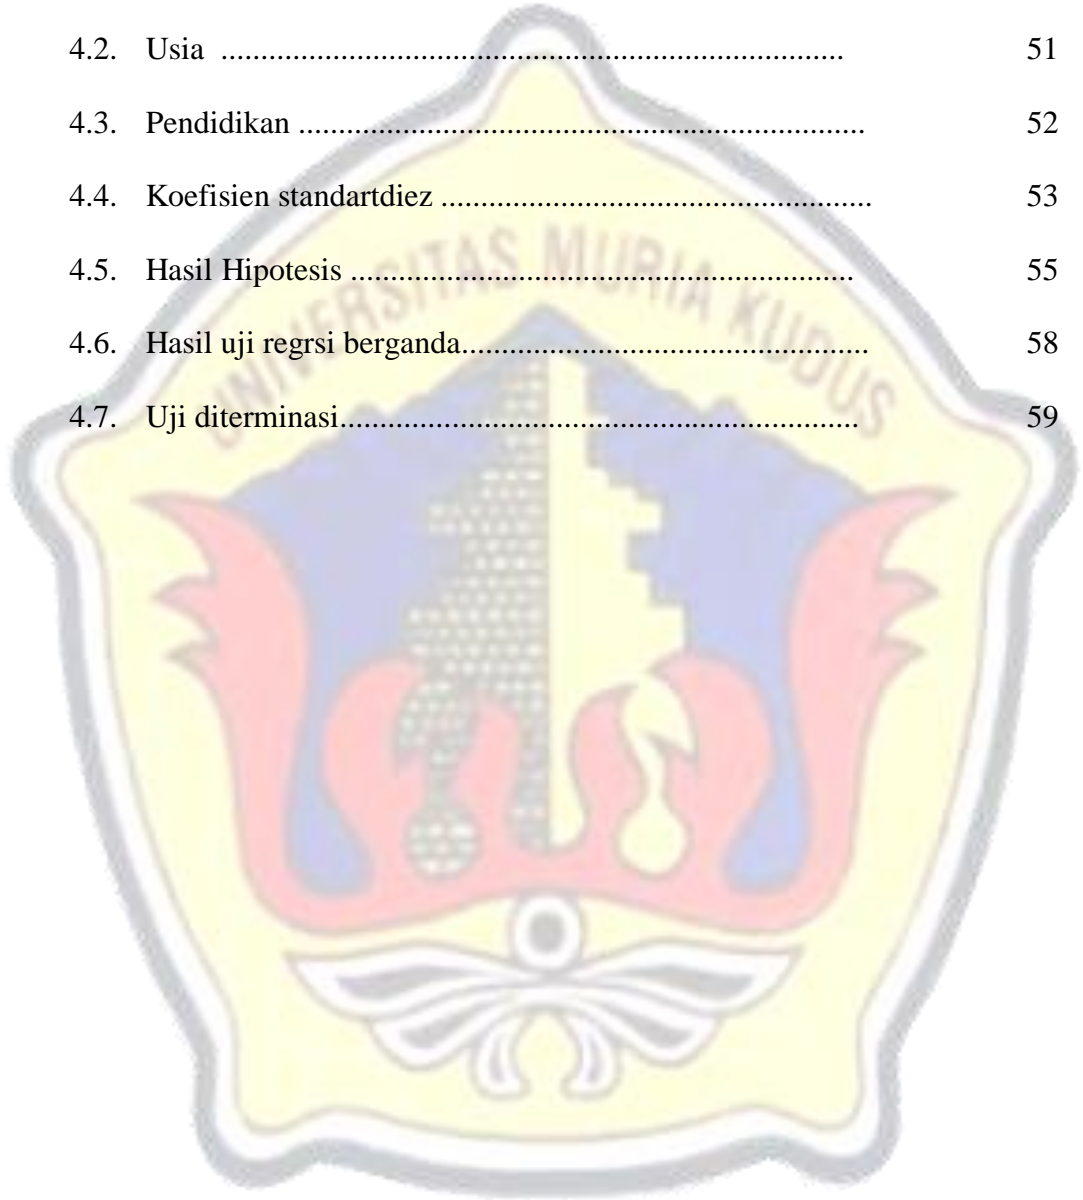 4.2. Usia ............................................................................. 51
4.3. Pendidikan ...................................................................... 52
4.4. Koefisien standartdiez ..................................................... 53
4.5. Hasil Hipotesis .............................................................. 55
4.6. Hasil uji regrsi berganda.................................................. 58
4.7. Uji diterminasi................................................................ 59
UNIVERSITAS MURIA KUDUS